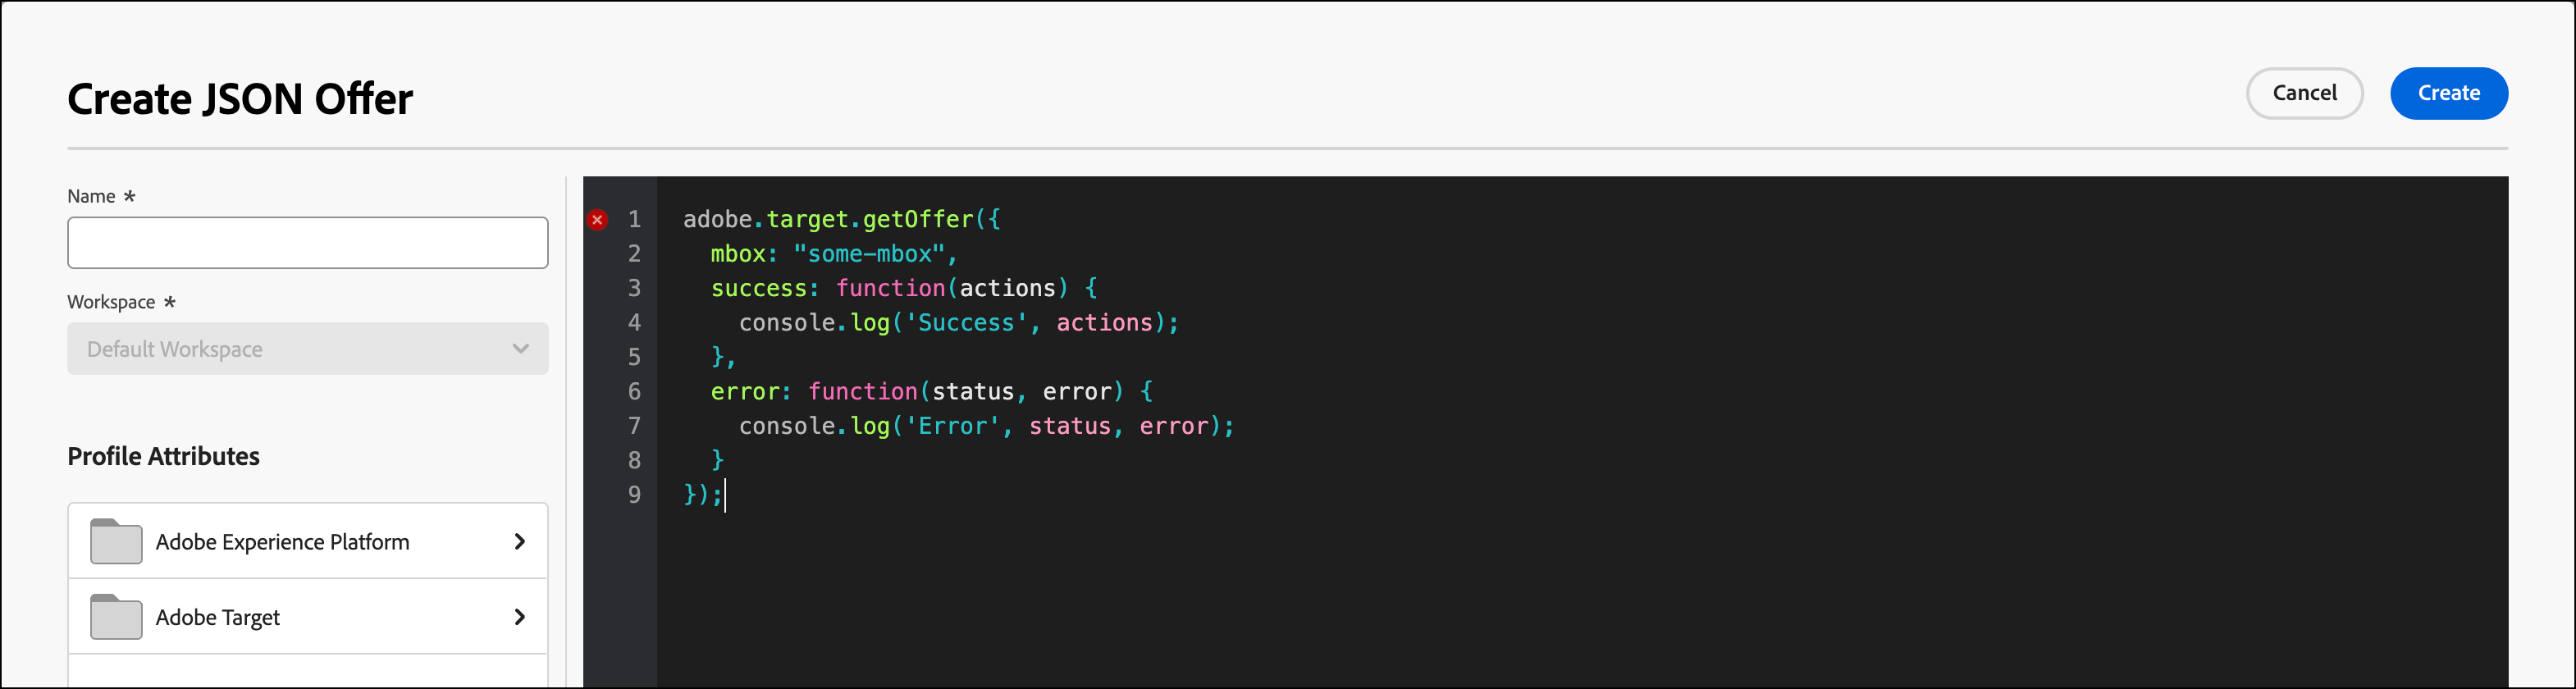 Create JSON Offer
Cancel
Create
Name *
Workspace *
Default Workspace
Profile Attributes
Adobe Experience Platform
Adobe Target
1 adobe.target.getOffer({
2   mbox: "some-mbox",
3   success: function(actions) {
4     console.log('Success', actions);
5   },
6   error: function(status, error) {
7     console.log('Error', status, error);
8   }
9 });